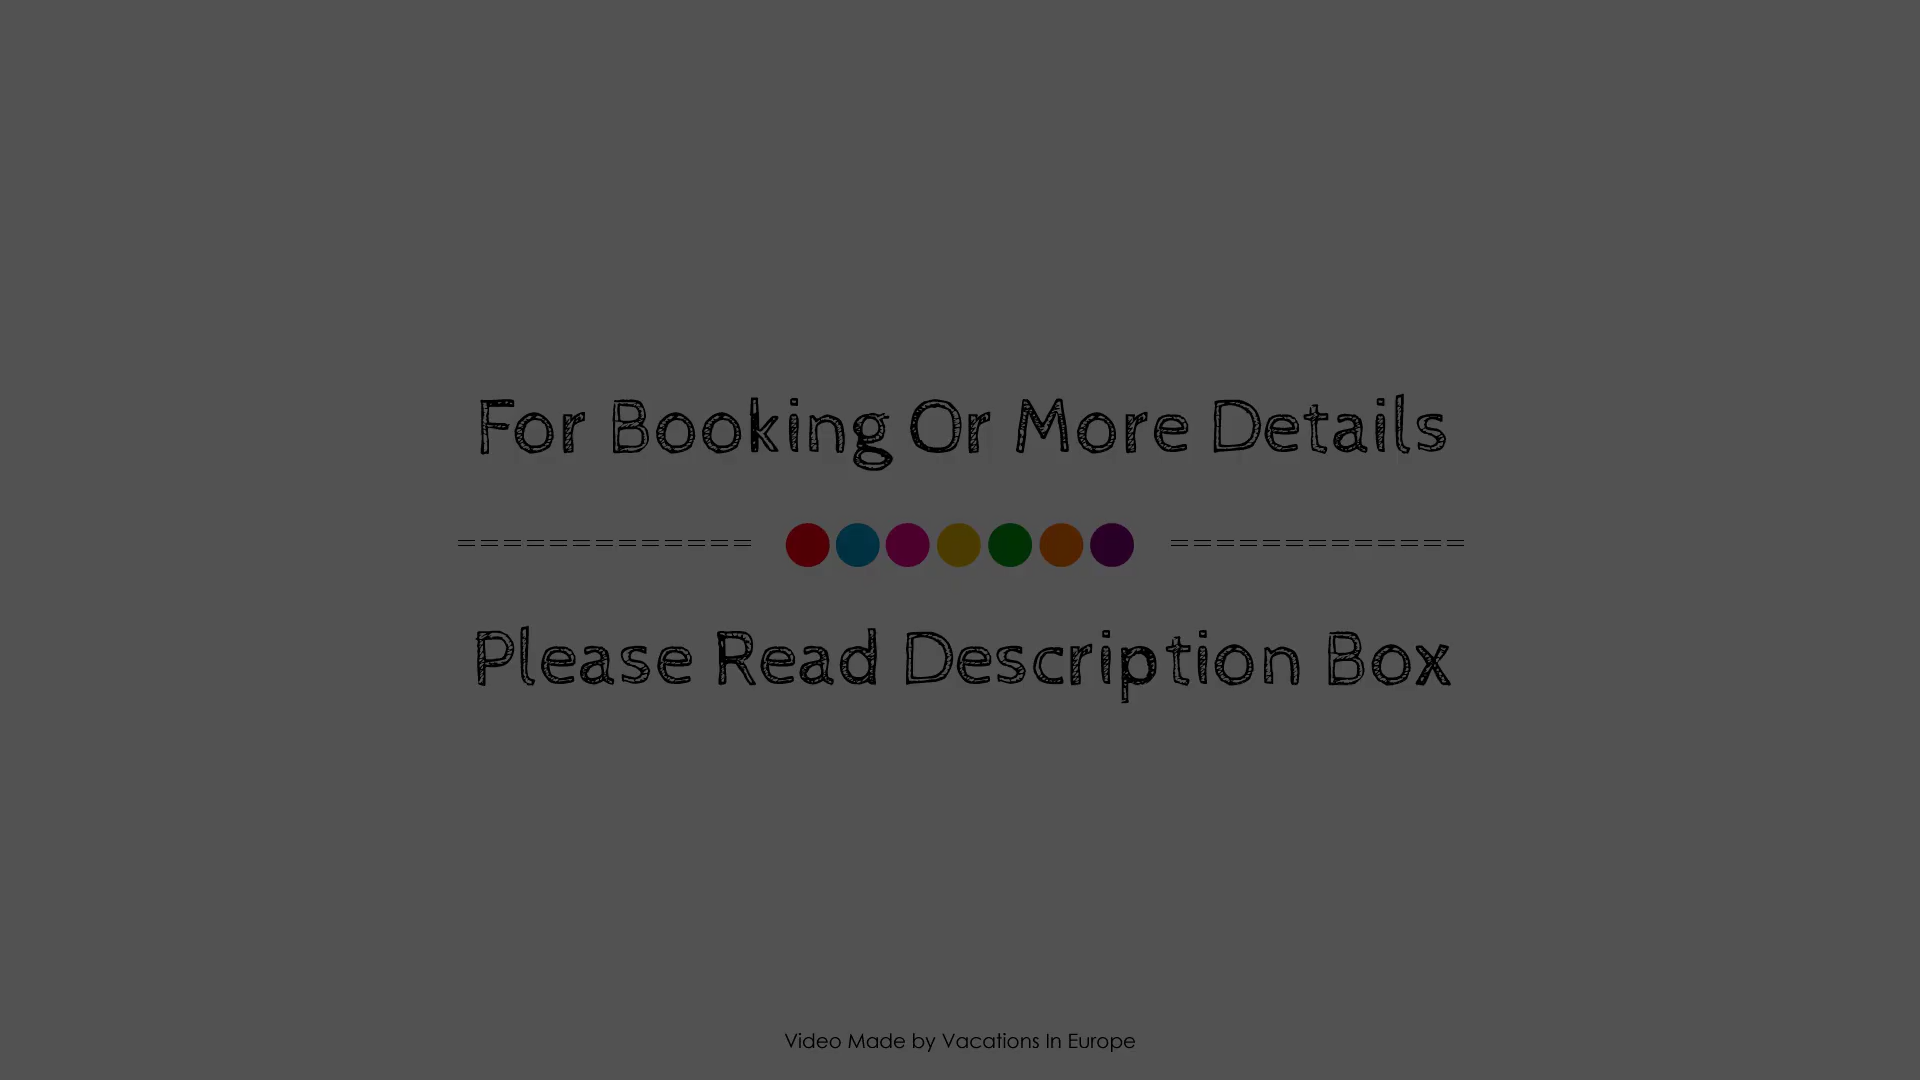 For Booking Or More Details
============= =============
Please Read Description Box
Video Made by Vacations In Europe